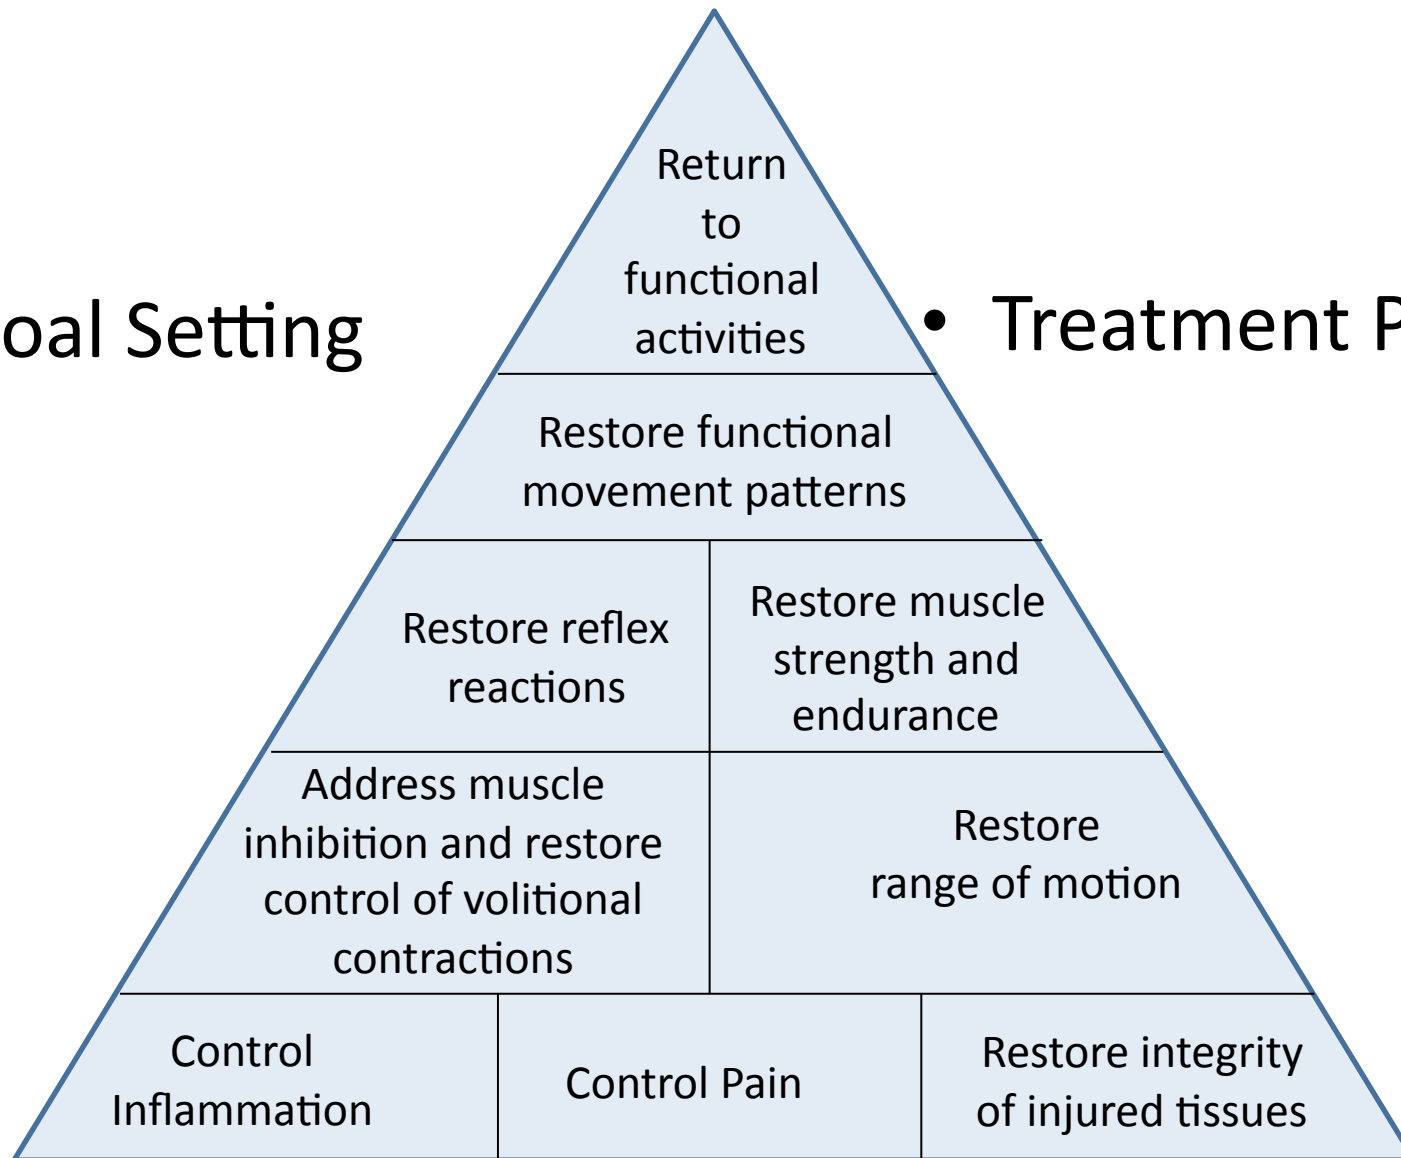 Return
to
functional
activities
oal Setting
• Treatment P
Restore functional
movement patterns
Restore reflex
reactions
Restore muscle
strength and
endurance
Address muscle
inhibition and restore
control of volitional
contractions
Restore
range of motion
Control
Inflammation
Control Pain
Restore integrity
of injured tissues